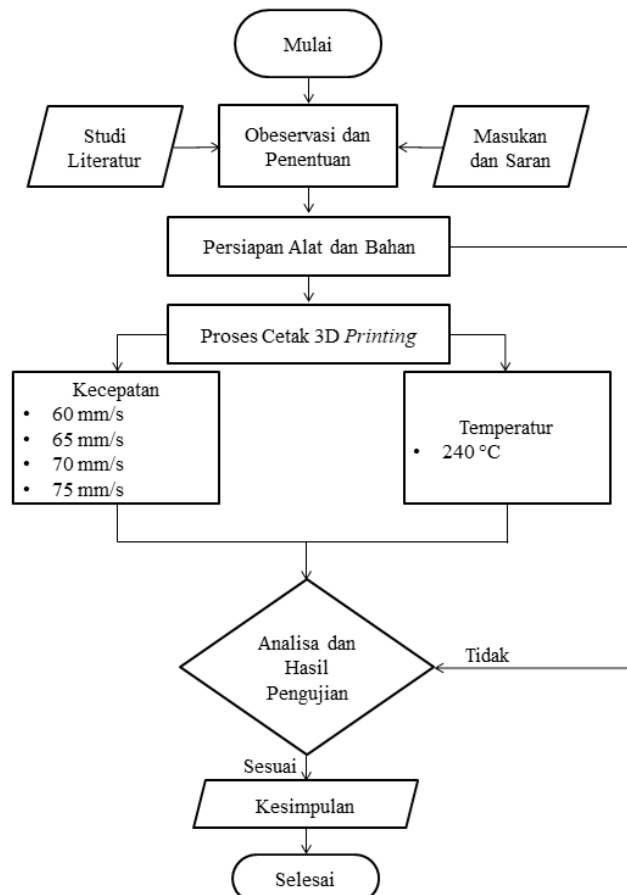 Mulai
Studi
Literatur
Obeservasi dan
Penentuan
Masukan
dan Saran
Persiapan Alat dan Bahan
Proses Cetak 3D Printing
Kecepatan
• 60 mm/s
• 65 mm/s
• 70 mm/s
• 75 mm/s
Temperatur
• 240 °C
Analisa dan
Hasil
Pengujian
Tidak
Sesuai
Kesimpulan
Selesai